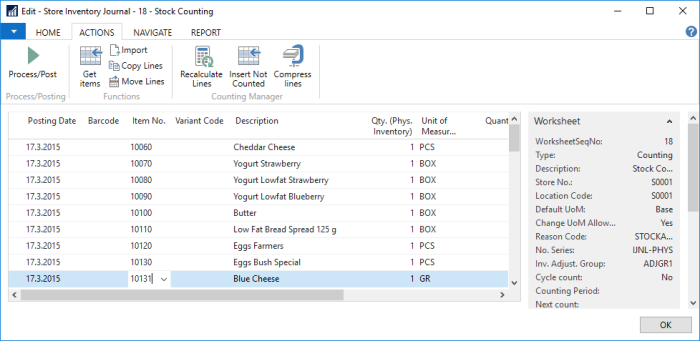 Edit - Store Inventory Journal - 18 - Stock Counting
HOME ACTIONS NAVIGATE REPORT
Process/Post
Process/Posting
Get items
Import
Copy Lines
Move Lines
Functions
Recalculate Lines
Insert Not Counted
Compress lines
Counting Manager
Posting Date Barcode Item No. Variant Code Description Qty. (Phys. Inventory) Unit of Measur... Quant
17.3.2015 10060 Cheddar Cheese 1 PCS
17.3.2015 10070 Yogurt Strawberry 1 BOX
17.3.2015 10080 Yogurt Lowfat Strawberry 1 BOX
17.3.2015 10090 Yogurt Lowfat Blueberry 1 BOX
17.3.2015 10100 Butter 1 BOX
17.3.2015 10110 Low Fat Bread Spread 125 g 1 BOX
17.3.2015 10120 Eggs Farmers 1 PCS
17.3.2015 10130 Eggs Bush Special 1 PCS
17.3.2015 10131 Blue Cheese 1 GR
Worksheet
WorksheetSeqNo: 18
Type: Counting
Description: Stock Co...
Store No.: S0001
Location Code: S0001
Default UoM: Base
Change UoM Allow... Yes
Reason Code: STOCKA...
No. Series: IJNL-PHYS
Inv. Adjust. Group: ADJGR1
Cycle count: No
Counting Period:
Next count:
OK